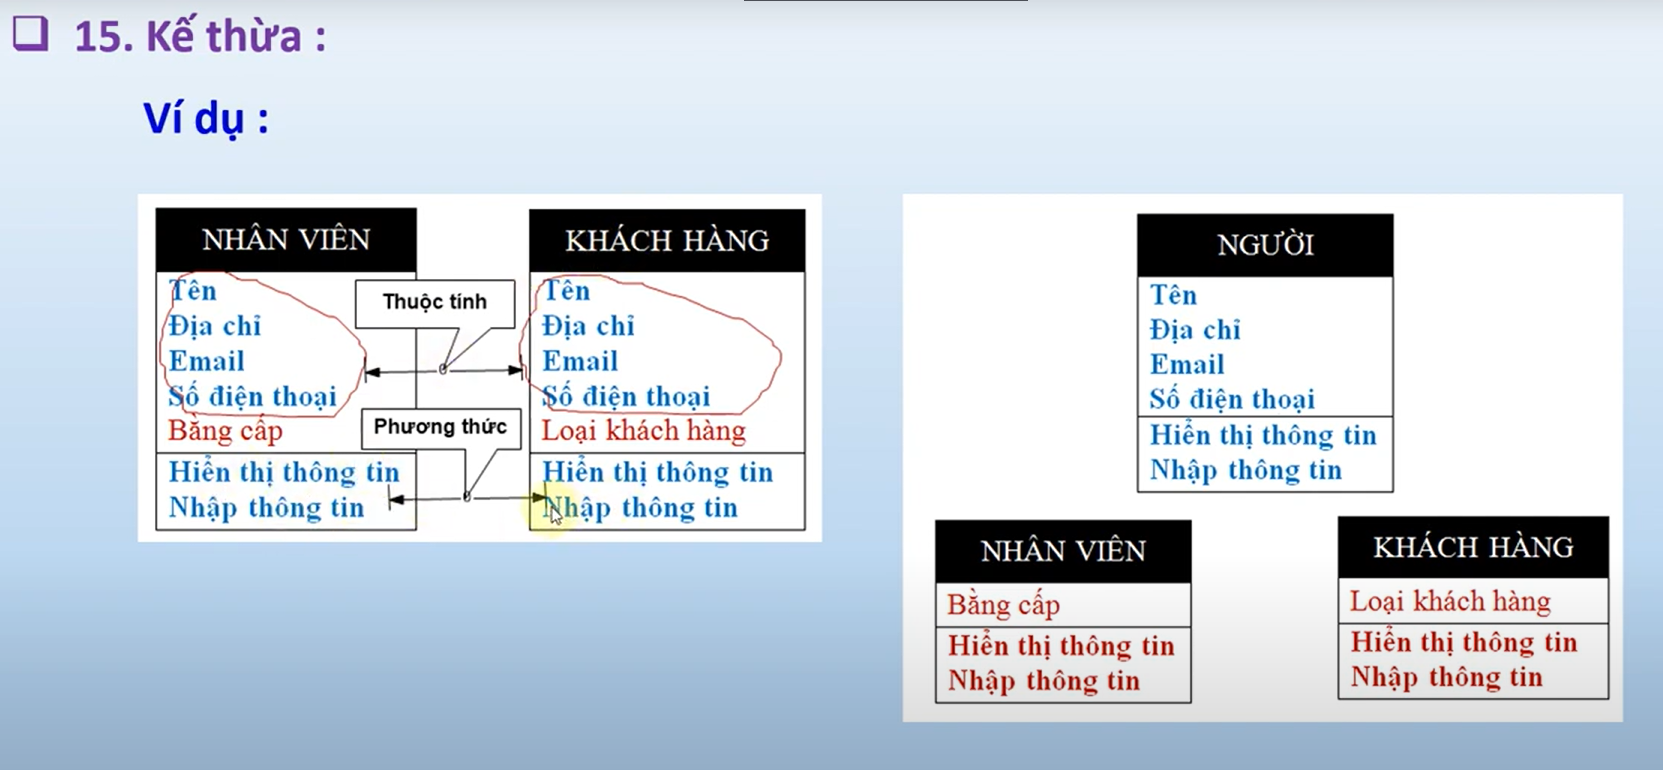 15. Kế thừa :
Ví dụ :
NHÂN VIÊN
Tên
Địa chỉ
Email
Số điện thoại
Bằng cấp
Hiển thị thông tin
Nhập thông tin
Thuộc tính
Phương thức
KHÁCH HÀNG
Tên
Địa chỉ
Email
Số điện thoại
Loại khách hàng
Hiển thị thông tin
Nhập thông tin
NGƯỜI
Tên
Địa chỉ
Email
Số điện thoại
Hiển thị thông tin
Nhập thông tin
NHÂN VIÊN
Bằng cấp
Hiển thị thông tin
Nhập thông tin
KHÁCH HÀNG
Loại khách hàng
Hiển thị thông tin
Nhập thông tin